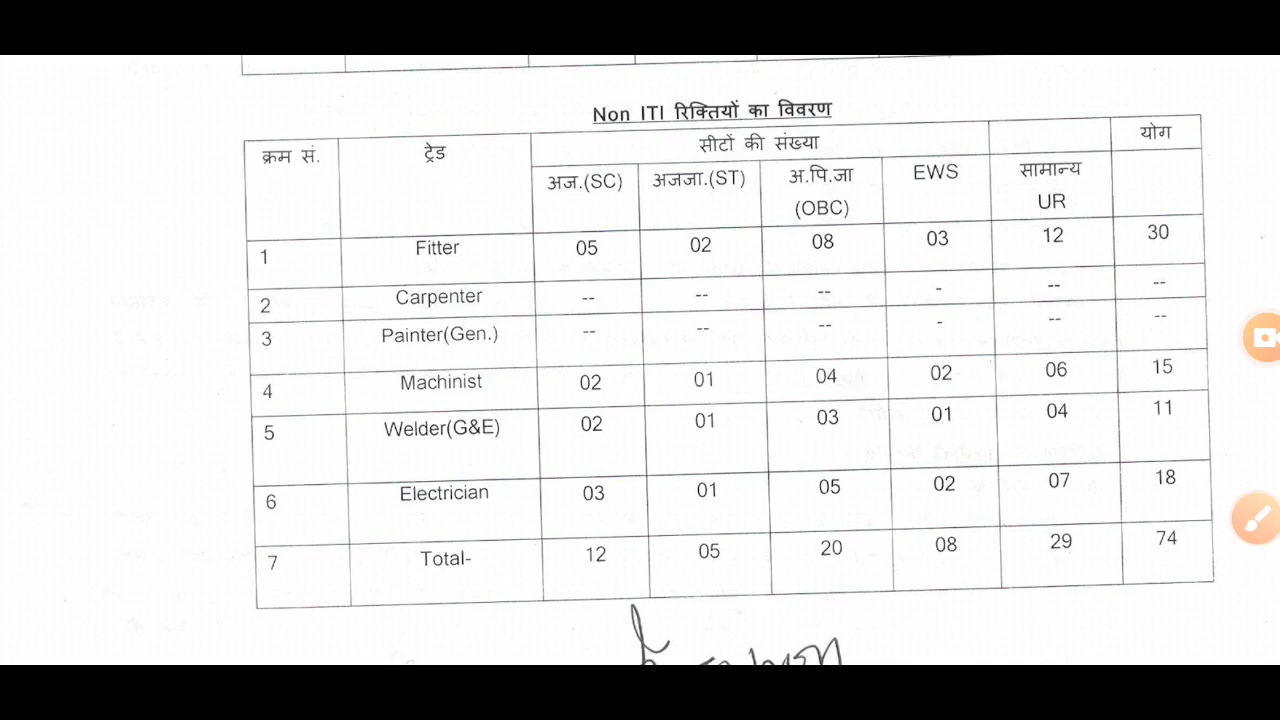 Non ITI रिक्तियों का विवरण
क्रम सं. ट्रेड सीटों की संख्या योग
अज.(SC) अजजा.(ST) अ.पि.जा (OBC) EWS सामान्य UR
1 Fitter 05 02 08 03 12 30
2 Carpenter -- -- -- - -- --
3 Painter(Gen.) -- -- -- - -- --
4 Machinist 02 01 04 02 06 15
5 Welder(G&E) 02 01 03 01 04 11
6 Electrician 03 01 05 02 07 18
7 Total- 12 05 20 08 29 74